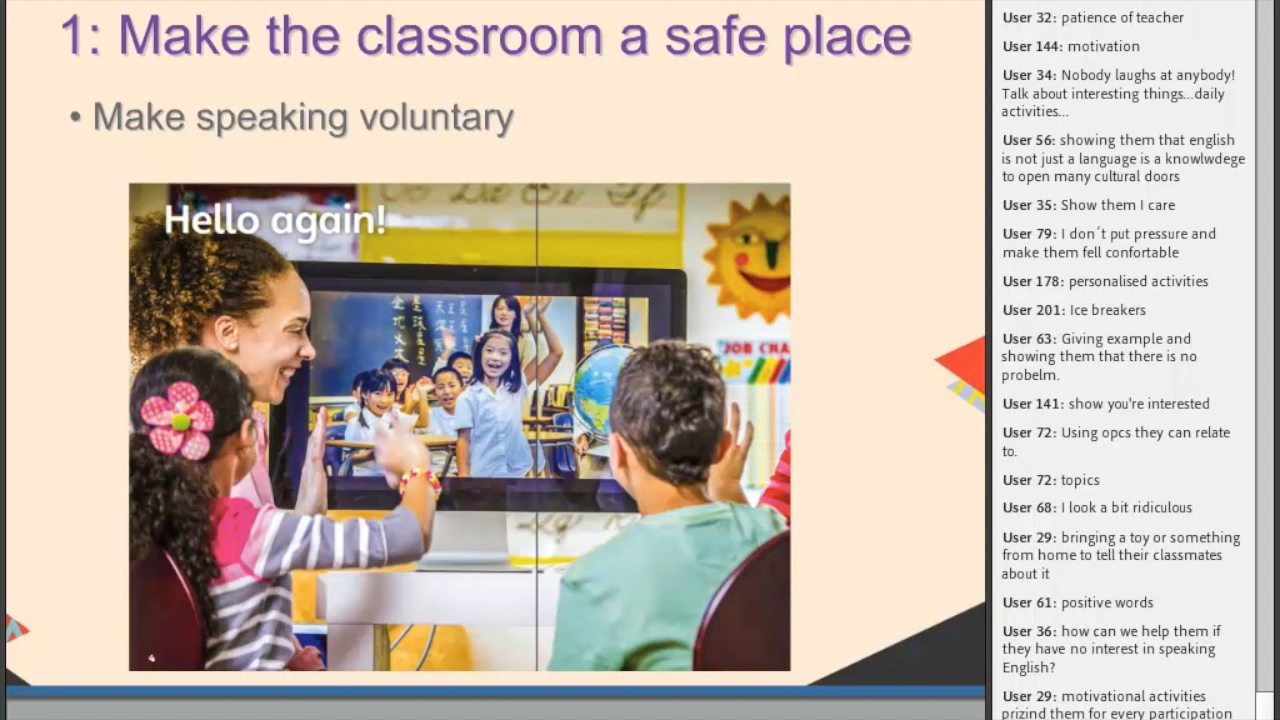 1: Make the classroom a safe place
• Make speaking voluntary
Hello again!
JOB CHA
4
User 32: patience of teacher
User 144: motivation
User 34: Nobody laughs at anybody!
Talk about interesting things...daily
activities...
User 56: showing them that english
is not just a language is a knowlwdege
to open many cultural doors
User 35: Show them I care
User 79: I don´t put pressure and
make them fell confortable
User 178: personalised activities
User 201: Ice breakers
User 63: Giving example and
showing them that there is no
probelm.
User 141: show you're interested
User 72: Using opcs they can relate
to.
User 72: topics
User 68: I look a bit ridiculous
User 29: bringing a toy or something
from home to tell their classmates
about it
User 61: positive words
User 36: how can we help them if
they have no interest in speaking
English?
User 29: motivational activities
prizind them for every participation